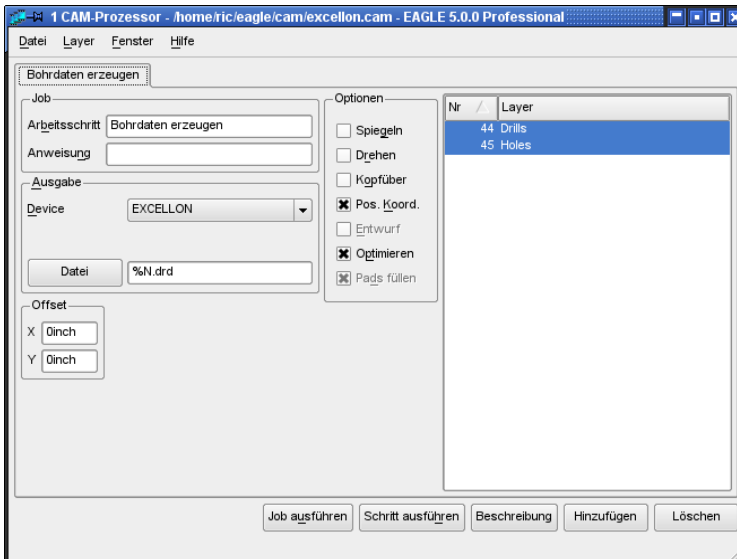 1 CAM-Prozessor - /home/ric/eagle/cam/excellon.cam - EAGLE 5.0.0 Professional
Datei Layer Fenster Hilfe
Bohrdaten erzeugen
Job
Arbeitsschritt Bohrdaten erzeugen
Anweisung
Ausgabe
Device EXCELLON
Datei %N.drd
Offset
X 0inch
Y 0inch
Optionen
Spiegeln
Drehen
Kopfüber
Pos. Koord.
Entwurf
Optimieren
Pads füllen
Nr Layer
44 Drills
45 Holes
Job ausführen Schritt ausführen Beschreibung Hinzufügen Löschen